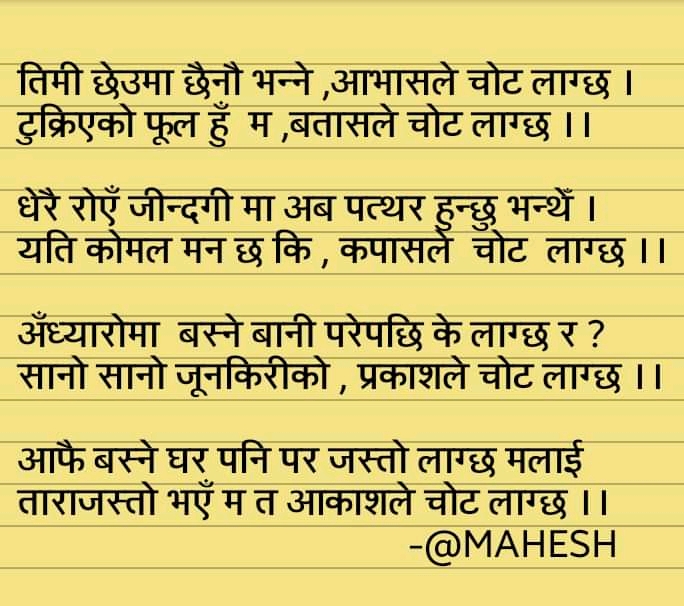 तिमी छेउमा छैनौ भन्ने ,आभासले चोट लाग्छ ।
टुक्रिएको फूल हुँ म ,बतासले चोट लाग्छ ।।
धेरै रोएँ जीन्दगी मा अब पत्थर हुन्छु भन्थेँ ।
यति कोमल मन छ कि , कपासले चोट लाग्छ ।।
अँध्यारोमा बस्ने बानी परेपछि के लाग्छ र ?
सानो सानो जूनकिरीको , प्रकाशले चोट लाग्छ ।।
आफै बस्ने घर पनि पर जस्तो लाग्छ मलाई
ताराजस्तो भएँ म त आकाशले चोट लाग्छ ।।
-@MAHESH